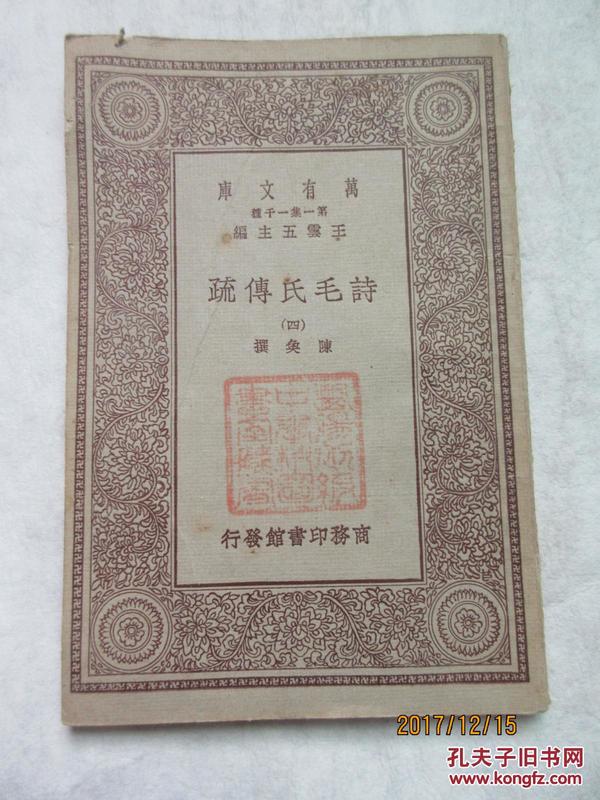 庫文有萬
種千一集一第
編主五雲王
疏傳氏毛詩
(四)
撰奐陳
行發館書印務商
2017/12/15
孔夫子旧书网
www.kongfz.com